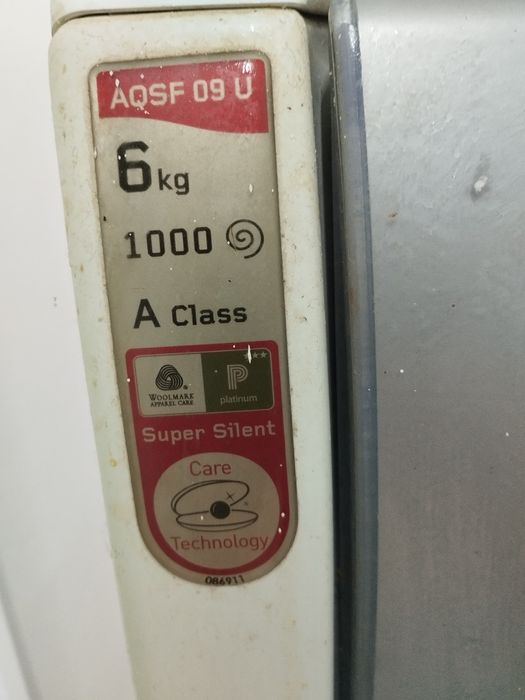 AQSF 09 U
6kg
1000
A Class
WOOLMARK
APPAREL CARE
P
platinum
Super Silent
Care
Technology
086911